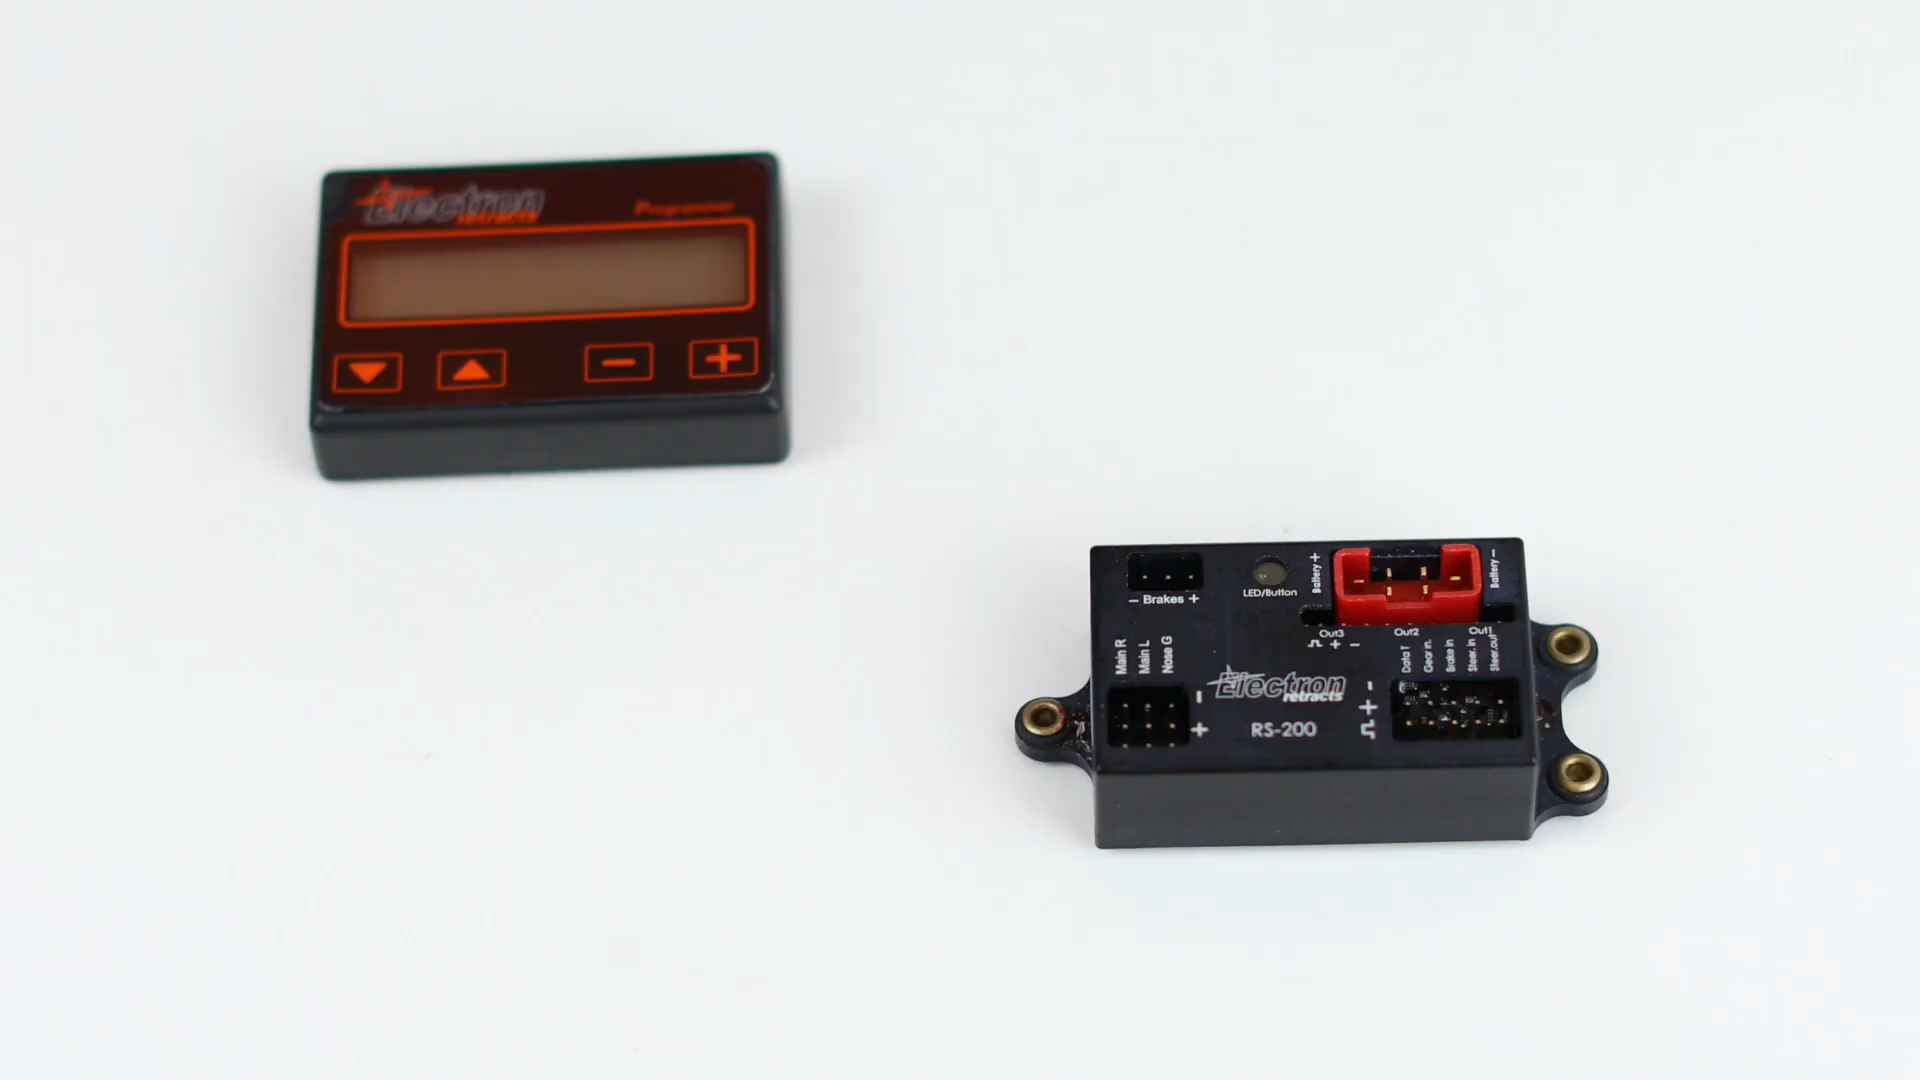 Electron
retracts
Programmer
− Brakes +
LED/Button
Battery +
Battery −
Out3
Out2
Out1
+ −
Main R
Main L
Nose G
Data T
Gear in.
Brake in
Steer. in
Steer.out
Electron
retracts
RS-200
−
+
−
+